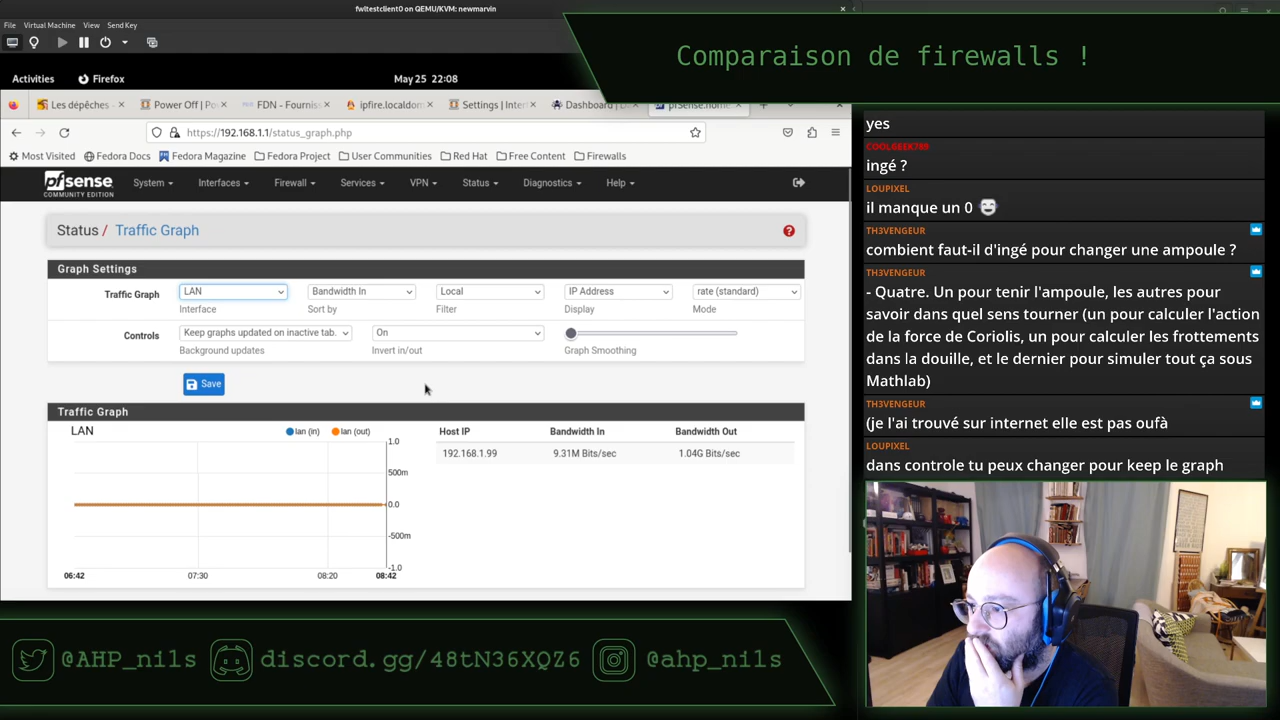 fwltestclient0 on QEMU/KVM: newmarvin
File Virtual Machine View Send Key
Comparaison de firewalls !
Activities Firefox May 25 22:08
Les dépêches Power Off | Po FDN - Fourniss ipfire.localdom Settings | Inter Dashboard | pfSense.home
https://192.168.1.1/status_graph.php
Most Visited Fedora Docs Fedora Magazine Fedora Project User Communities Red Hat Free Content Firewalls
pfsense
COMMUNITY EDITION
System Interfaces Firewall Services VPN Status Diagnostics Help
Status / Traffic Graph
Graph Settings
Traffic Graph LAN Bandwidth In Local IP Address rate (standard)
Interface Sort by Filter Display Mode
Controls Keep graphs updated on inactive tab. On
Background updates Invert in/out Graph Smoothing
Save
Traffic Graph
LAN lan (in) lan (out)
1.0
500m
0.0
-500m
-1.0
06:42 07:30 08:20 08:42
Host IP Bandwidth In Bandwidth Out
192.168.1.99 9.31M Bits/sec 1.04G Bits/sec
yes
COOLGEEK789
ingé ?
LOUPIXEL
il manque un 0
TH3VENGEUR
combient faut-il d'ingé pour changer une ampoule ?
TH3VENGEUR
- Quatre. Un pour tenir l'ampoule, les autres pour
savoir dans quel sens tourner (un pour calculer l'action
de la force de Coriolis, un pour calculer les frottements
dans la douille, et le dernier pour simuler tout ça sous
Mathlab)
TH3VENGEUR
(je l'ai trouvé sur internet elle est pas oufà
LOUPIXEL
dans controle tu peux changer pour keep le graph
@AHP_nils discord.gg/48tN36XQZ6 @ahp_nils